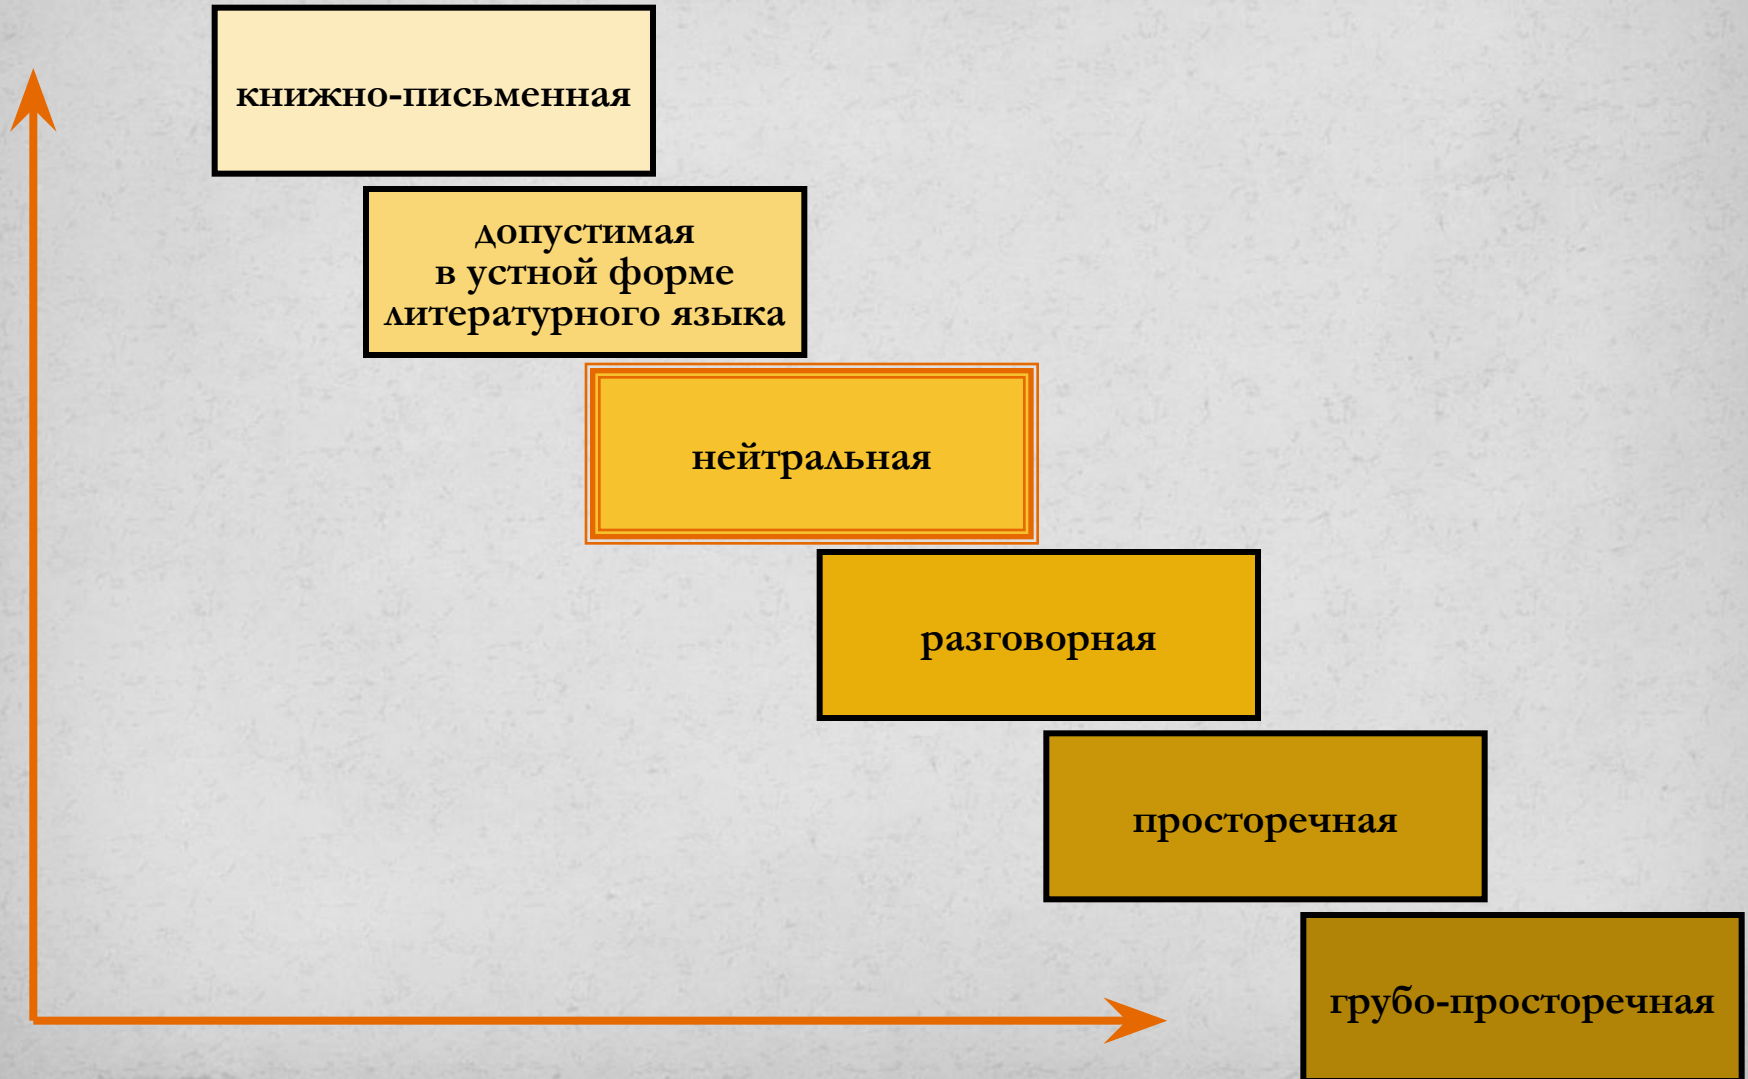 книжно-письменная
допустимая
в устной форме
литературного языка
нейтральная
разговорная
просторечная
грубо-просторечная